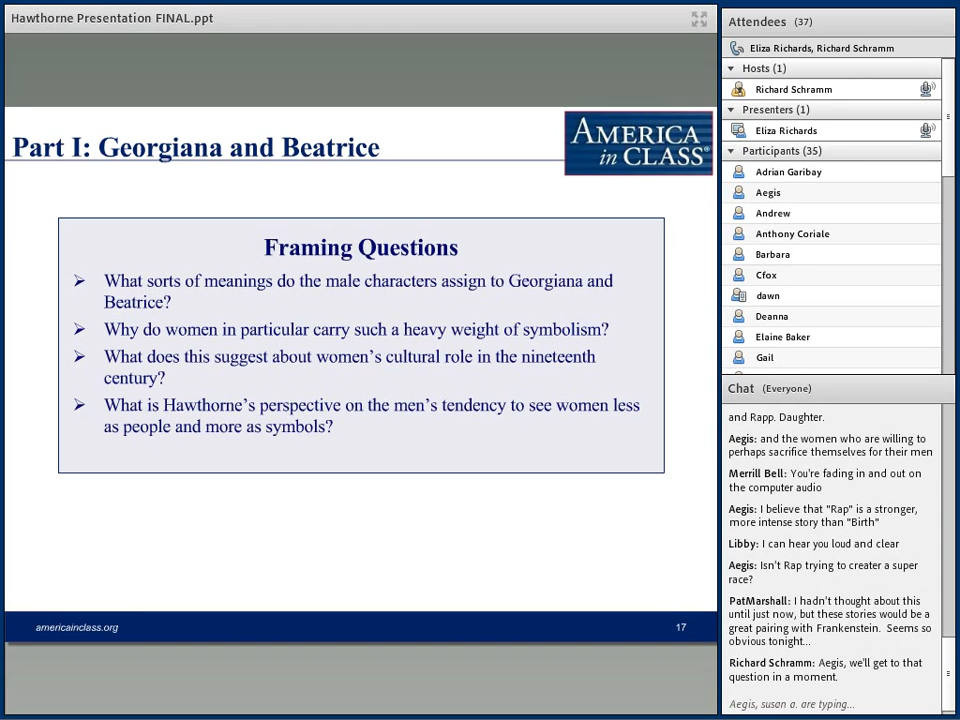 Hawthorne Presentation FINAL.ppt
Part I: Georgiana and Beatrice
AMERICA
in CLASS®
Framing Questions
What sorts of meanings do the male characters assign to Georgiana and
Beatrice?
Why do women in particular carry such a heavy weight of symbolism?
What does this suggest about women's cultural role in the nineteenth
century?
What is Hawthorne's perspective on the men's tendency to see women less
as people and more as symbols?
americainclass.org
17
Attendees (37)
Eliza Richards, Richard Schramm
Hosts (1)
Richard Schramm
Presenters (1)
Eliza Richards
Participants (35)
Adrian Garibay
Aegis
Andrew
Anthony Coriale
Barbara
Cfox
dawn
Deanna
Elaine Baker
Gail
Chat (Everyone)
and Rapp. Daughter.
Aegis: and the women who are willing to
perhaps sacrifice themselves for their men
Merrill Bell: You're fading in and out on
the computer audio
Aegis: I believe that "Rap" is a stronger,
more intense story than "Birth"
Libby: I can hear you loud and clear
Aegis: Isn't Rap trying to creater a super
race?
PatMarshall: I hadn't thought about this
until just now, but these stories would be a
great pairing with Frankenstein. Seems so
obvious tonight...
Richard Schramm: Aegis, we'll get to that
question in a moment.
Aegis, susan a. are typing...